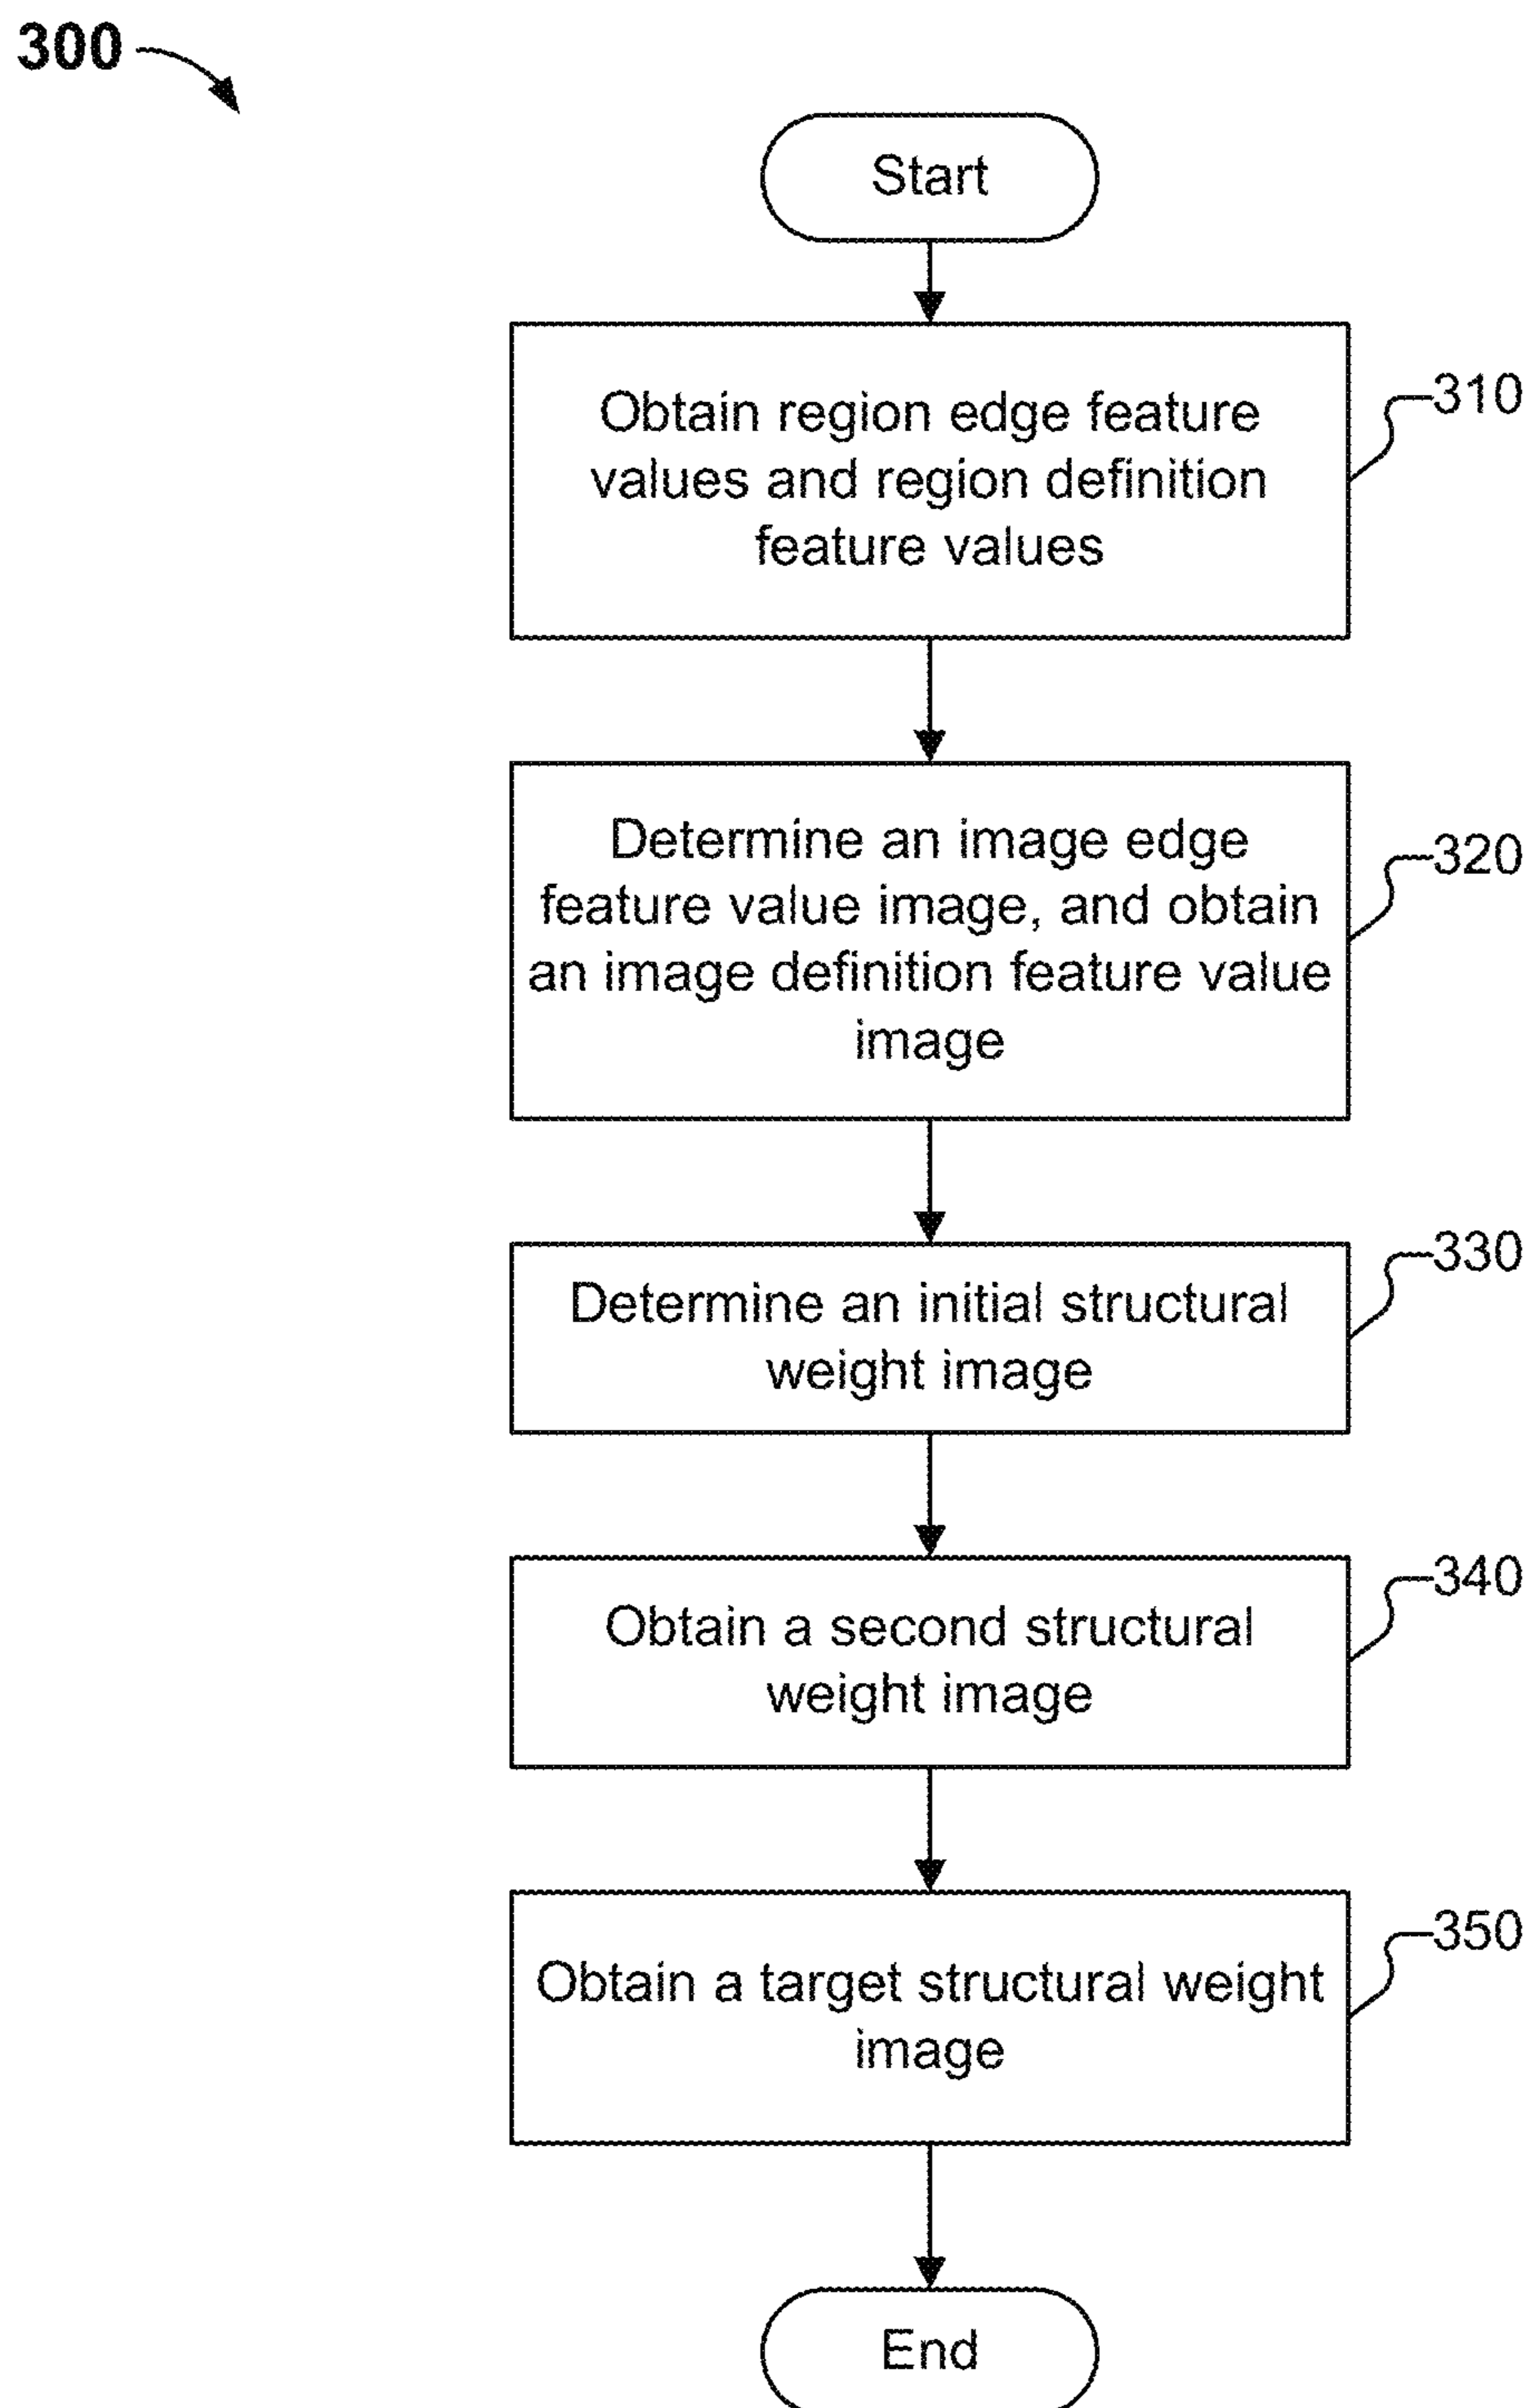 300
Start
Obtain region edge feature
values and region definition
feature values
310
Determine an image edge
feature value image, and obtain
an image definition feature value
image
320
Determine an initial structural
weight image
330
Obtain a second structural
weight image
340
Obtain a target structural weight
image
350
End